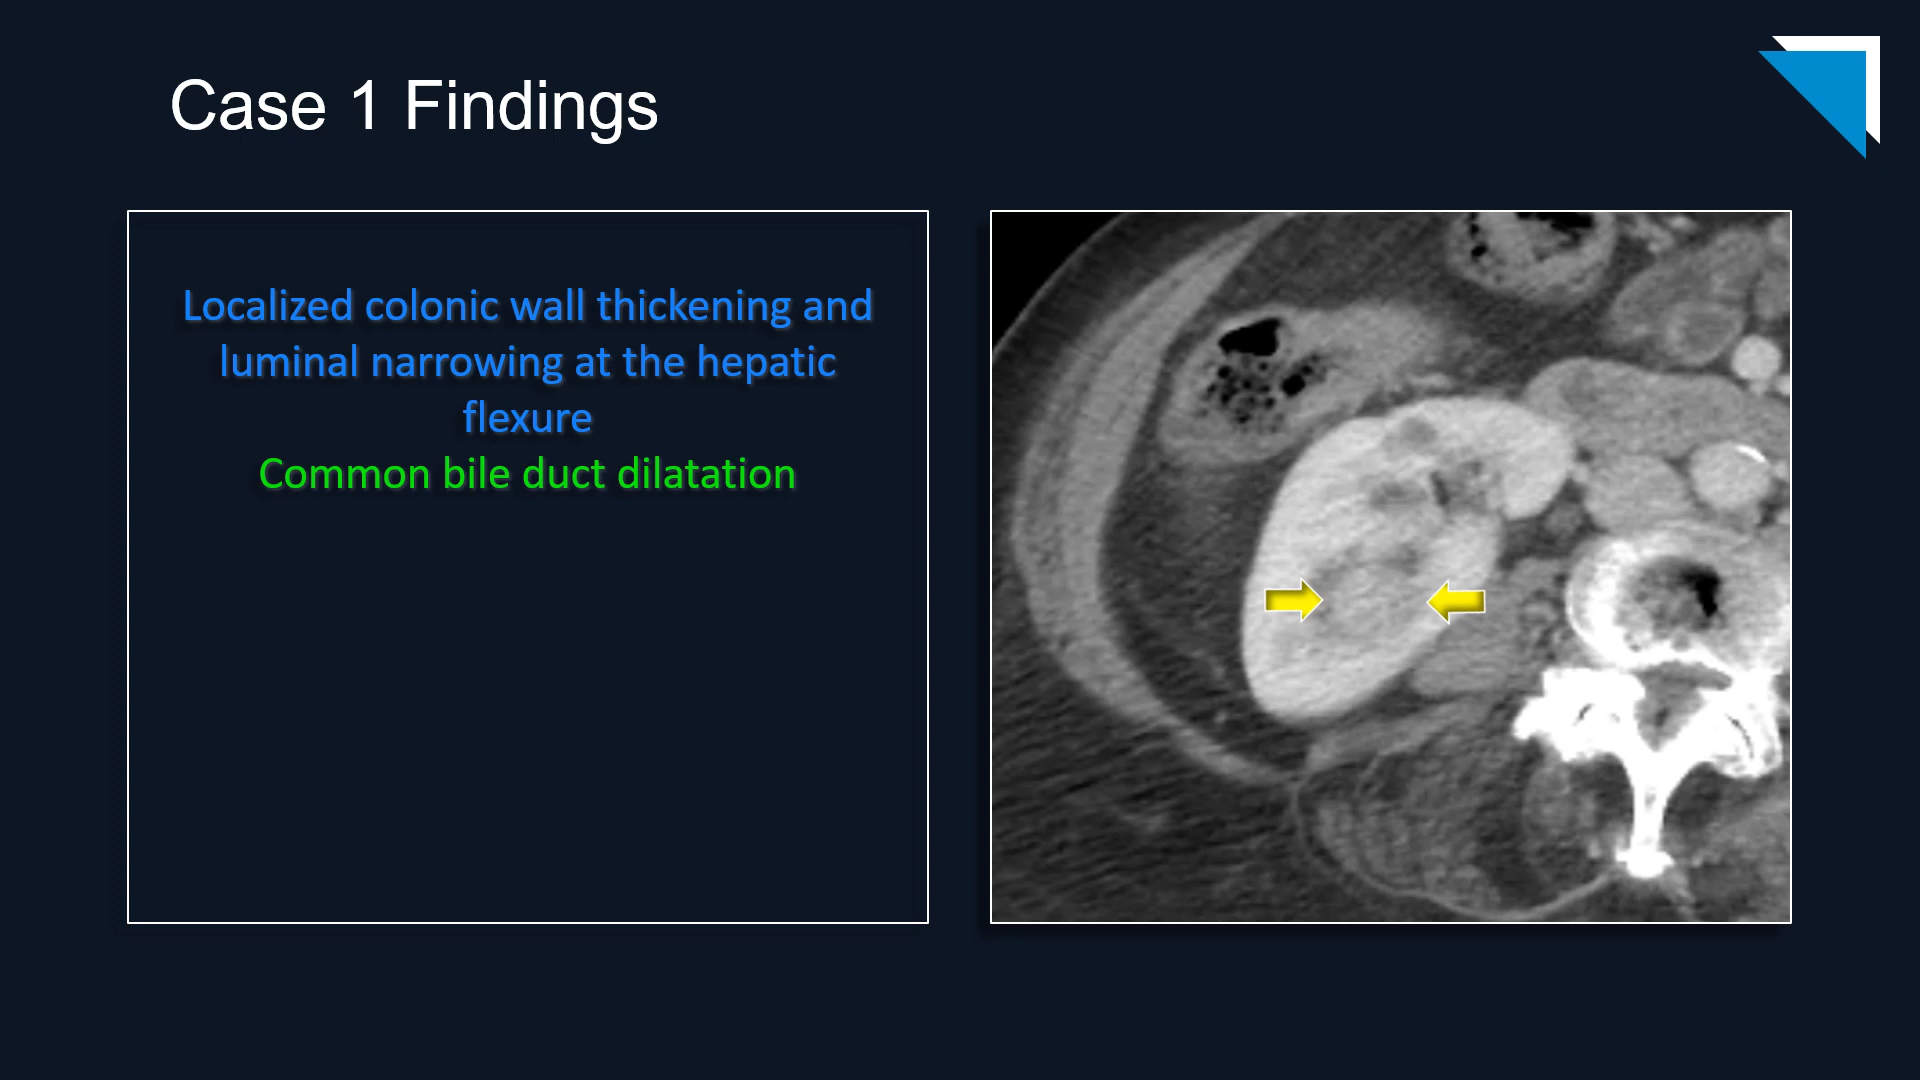 Case 1 Findings
Localized colonic wall thickening and
luminal narrowing at the hepatic
flexure
Common bile duct dilatation